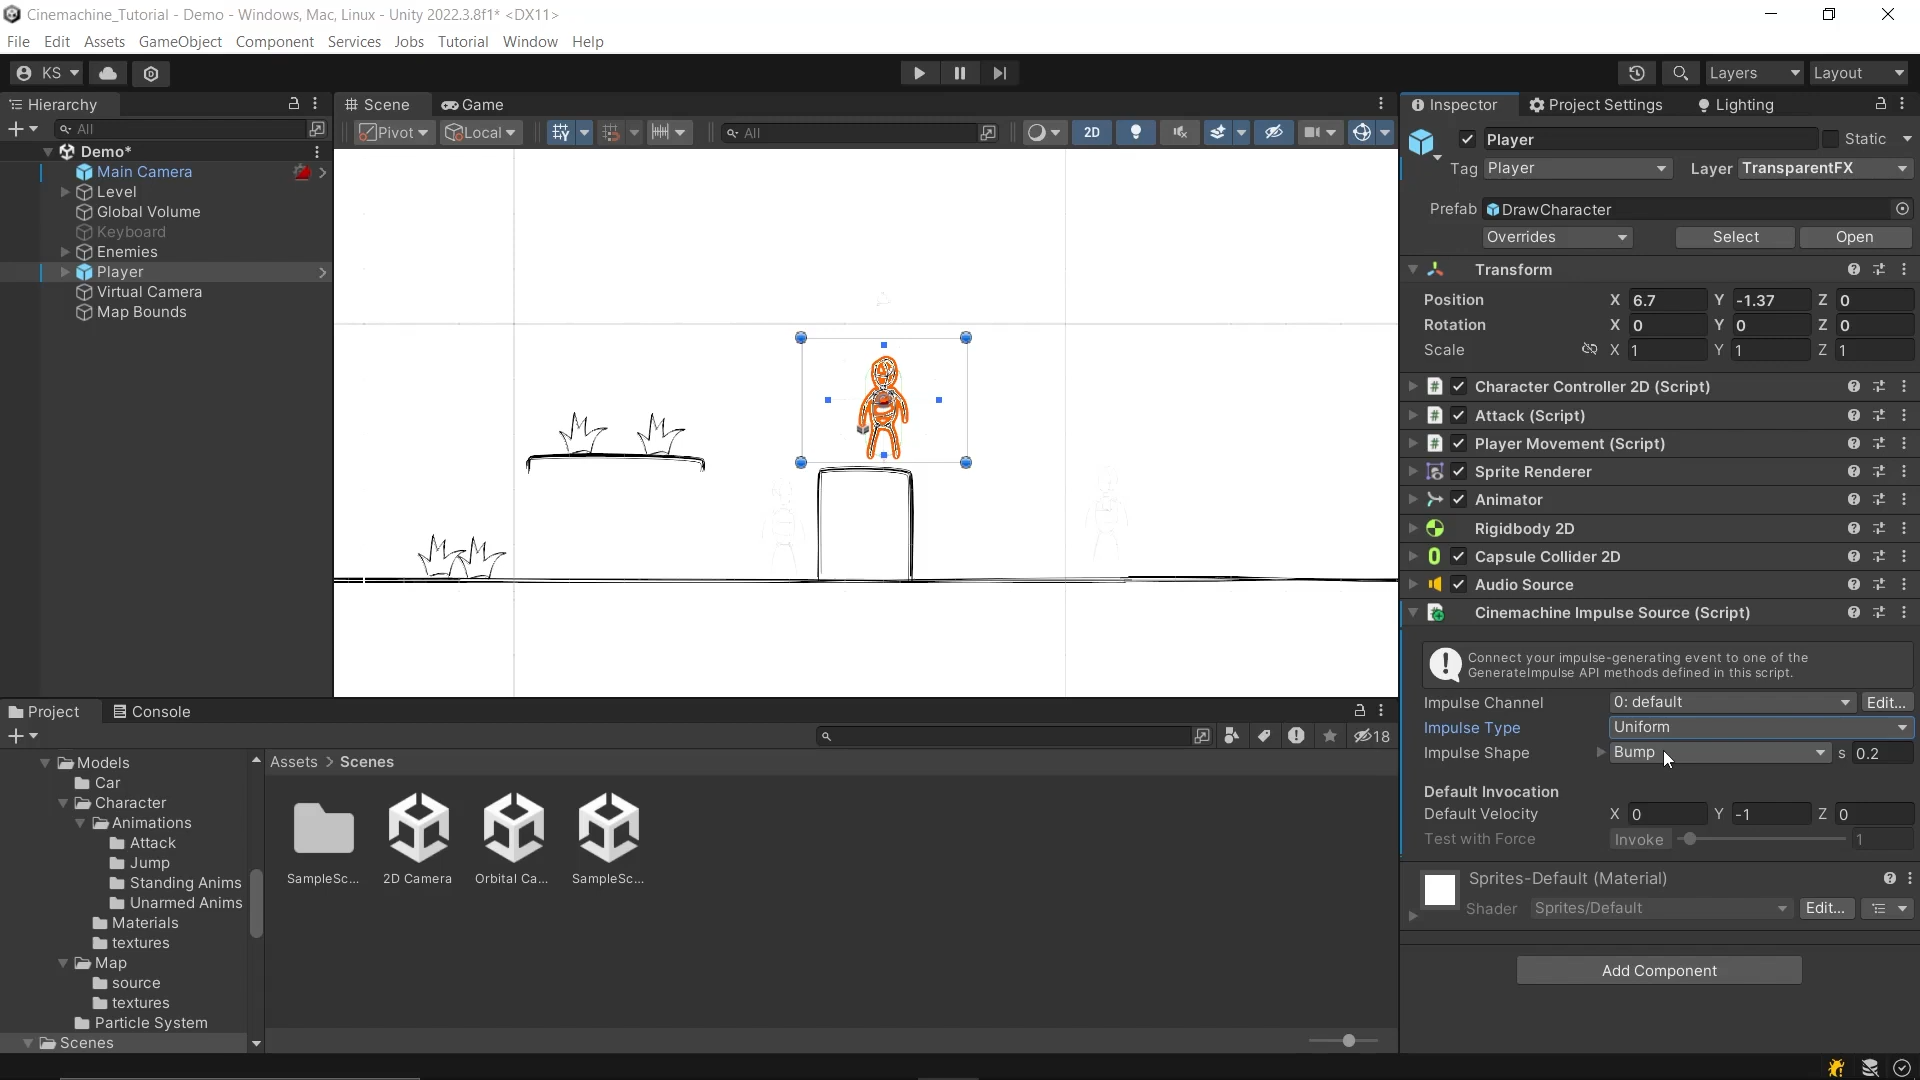 Cinemachine_Tutorial - Demo - Windows, Mac, Linux - Unity 2022.3.8f1* <DX11>
File Edit Assets GameObject Component Services Jobs Tutorial Window Help
KS Layers Layout
Hierarchy
All
Demo*
Main Camera
Level
Global Volume
Keyboard
Enemies
Player
Virtual Camera
Map Bounds
Scene Game
Pivot Local All 2D
Inspector Project Settings Lighting
Player Static
Tag Player Layer TransparentFX
Prefab DrawCharacter
Overrides Select Open
Transform
Position X 6.7 Y -1.37 Z 0
Rotation X 0 Y 0 Z 0
Scale X 1 Y 1 Z 1
Character Controller 2D (Script)
Attack (Script)
Player Movement (Script)
Sprite Renderer
Animator
Rigidbody 2D
Capsule Collider 2D
Audio Source
Cinemachine Impulse Source (Script)
Connect your impulse-generating event to one of the
GenerateImpulse API methods defined in this script.
Impulse Channel 0: default Edit...
Impulse Type Uniform
Impulse Shape Bump s 0.2
Default Invocation
Default Velocity X 0 Y -1 Z 0
Test with Force Invoke 1
Sprites-Default (Material)
Shader Sprites/Default Edit...
Add Component
Project Console
18
Models
Car
Character
Animations
Attack
Jump
Standing Anims
Unarmed Anims
Materials
textures
Map
source
textures
Particle System
Scenes
Assets > Scenes
SampleSc... 2D Camera Orbital Ca... SampleSc...